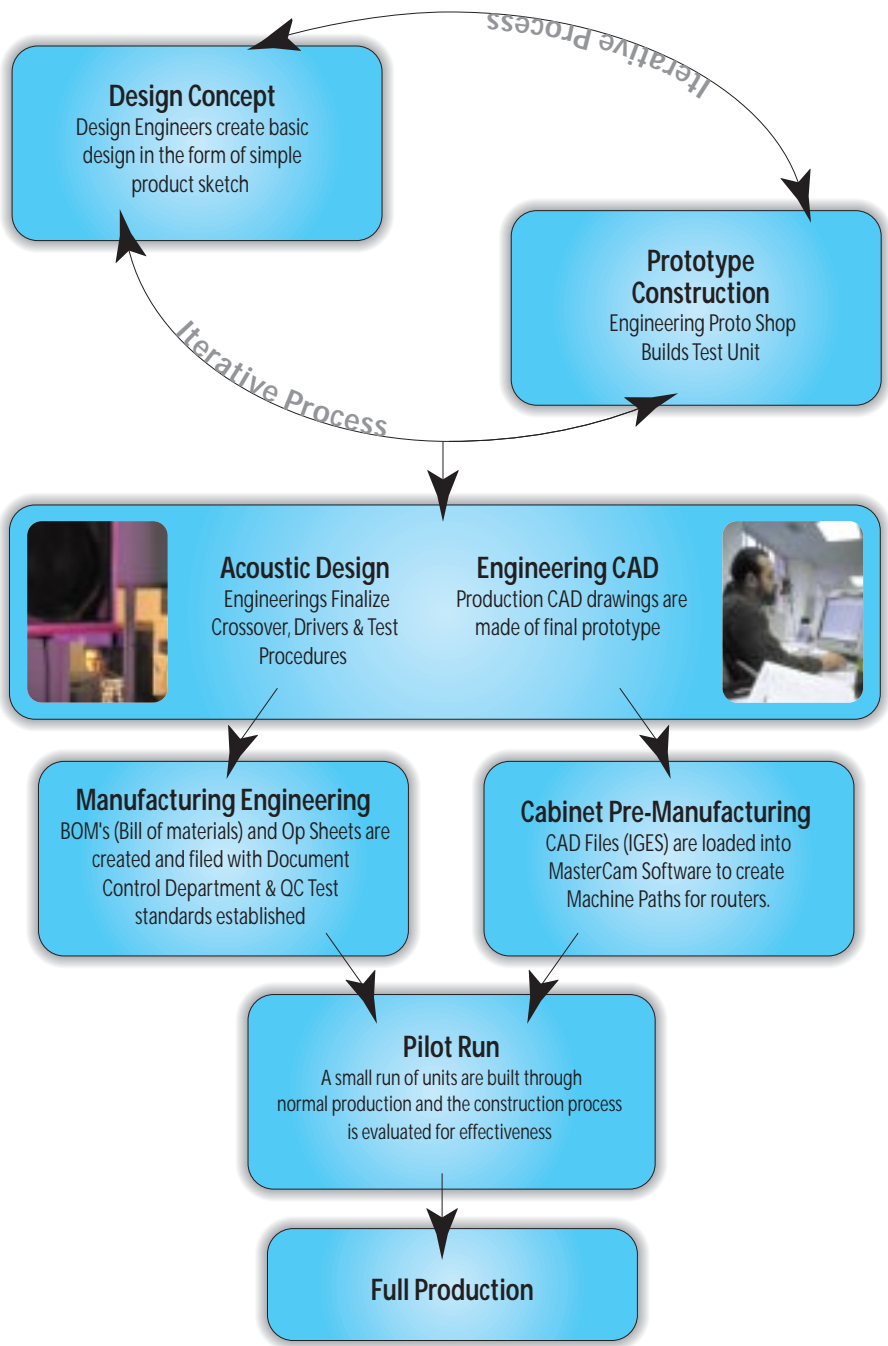 Iterative Process
Design Concept
Design Engineers create basic
design in the form of simple
product sketch
Prototype
Construction
Engineering Proto Shop
Builds Test Unit
Iterative Process
Acoustic Design
Engineerings Finalize
Crossover, Drivers & Test
Procedures
Engineering CAD
Production CAD drawings are
made of final prototype
Manufacturing Engineering
BOM's (Bill of materials) and Op Sheets are
created and filed with Document
Control Department & QC Test
standards established
Cabinet Pre-Manufacturing
CAD Files (IGES) are loaded into
MasterCam Software to create
Machine Paths for routers.
Pilot Run
A small run of units are built through
normal production and the construction process
is evaluated for effectiveness
Full Production